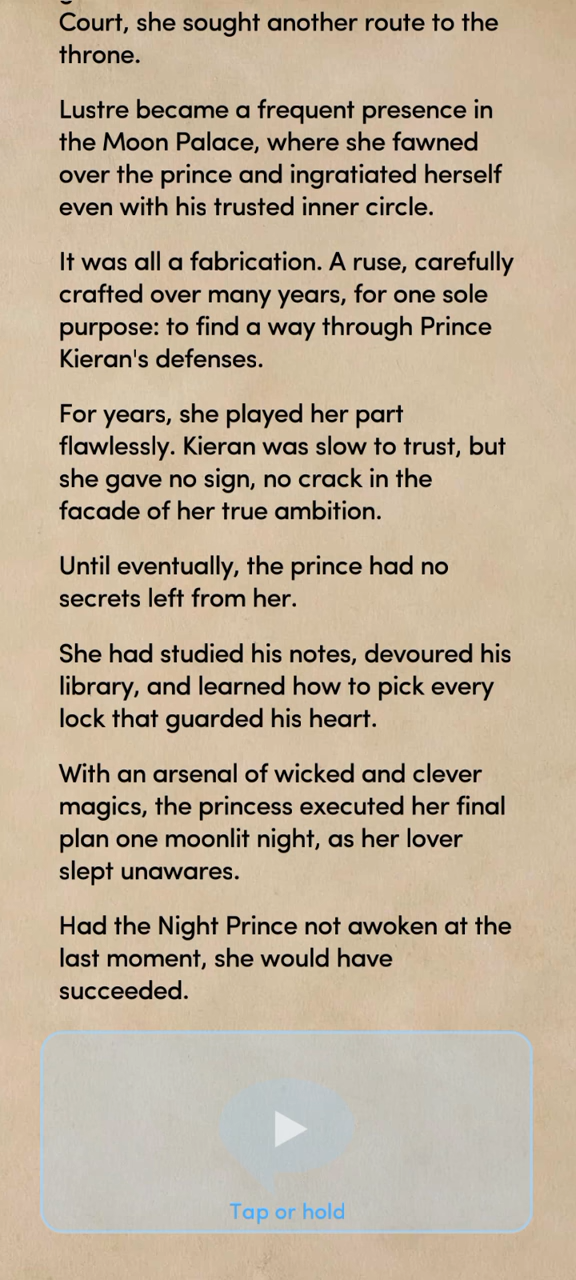 Court, she sought another route to the
throne.
Lustre became a frequent presence in
the Moon Palace, where she fawned
over the prince and ingratiated herself
even with his trusted inner circle.
It was all a fabrication. A ruse, carefully
crafted over many years, for one sole
purpose: to find a way through Prince
Kieran's defenses.
For years, she played her part
flawlessly. Kieran was slow to trust, but
she gave no sign, no crack in the
facade of her true ambition.
Until eventually, the prince had no
secrets left from her.
She had studied his notes, devoured his
library, and learned how to pick every
lock that guarded his heart.
With an arsenal of wicked and clever
magics, the princess executed her final
plan one moonlit night, as her lover
slept unawares.
Had the Night Prince not awoken at the
last moment, she would have
succeeded.
Tap or hold